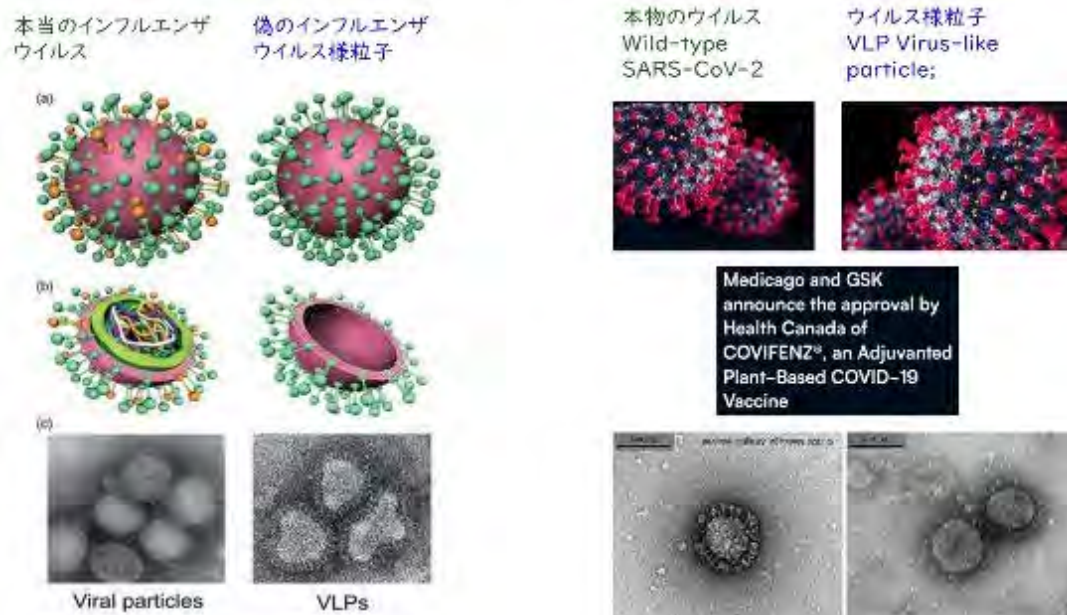 本当のインフルエンザ
ウイルス
偽のインフルエンザ
ウイルス様粒子
(a)
(b)
(c)
Viral particles
VLPs
本物のウイルス
Wild-type
SARS-CoV-2
ウイルス様粒子
VLP Virus-like
particle;
Medicago and GSK
announce the approval by
Health Canada of
COVIFENZ®, an Adjuvanted
Plant-Based COVID-19
Vaccine